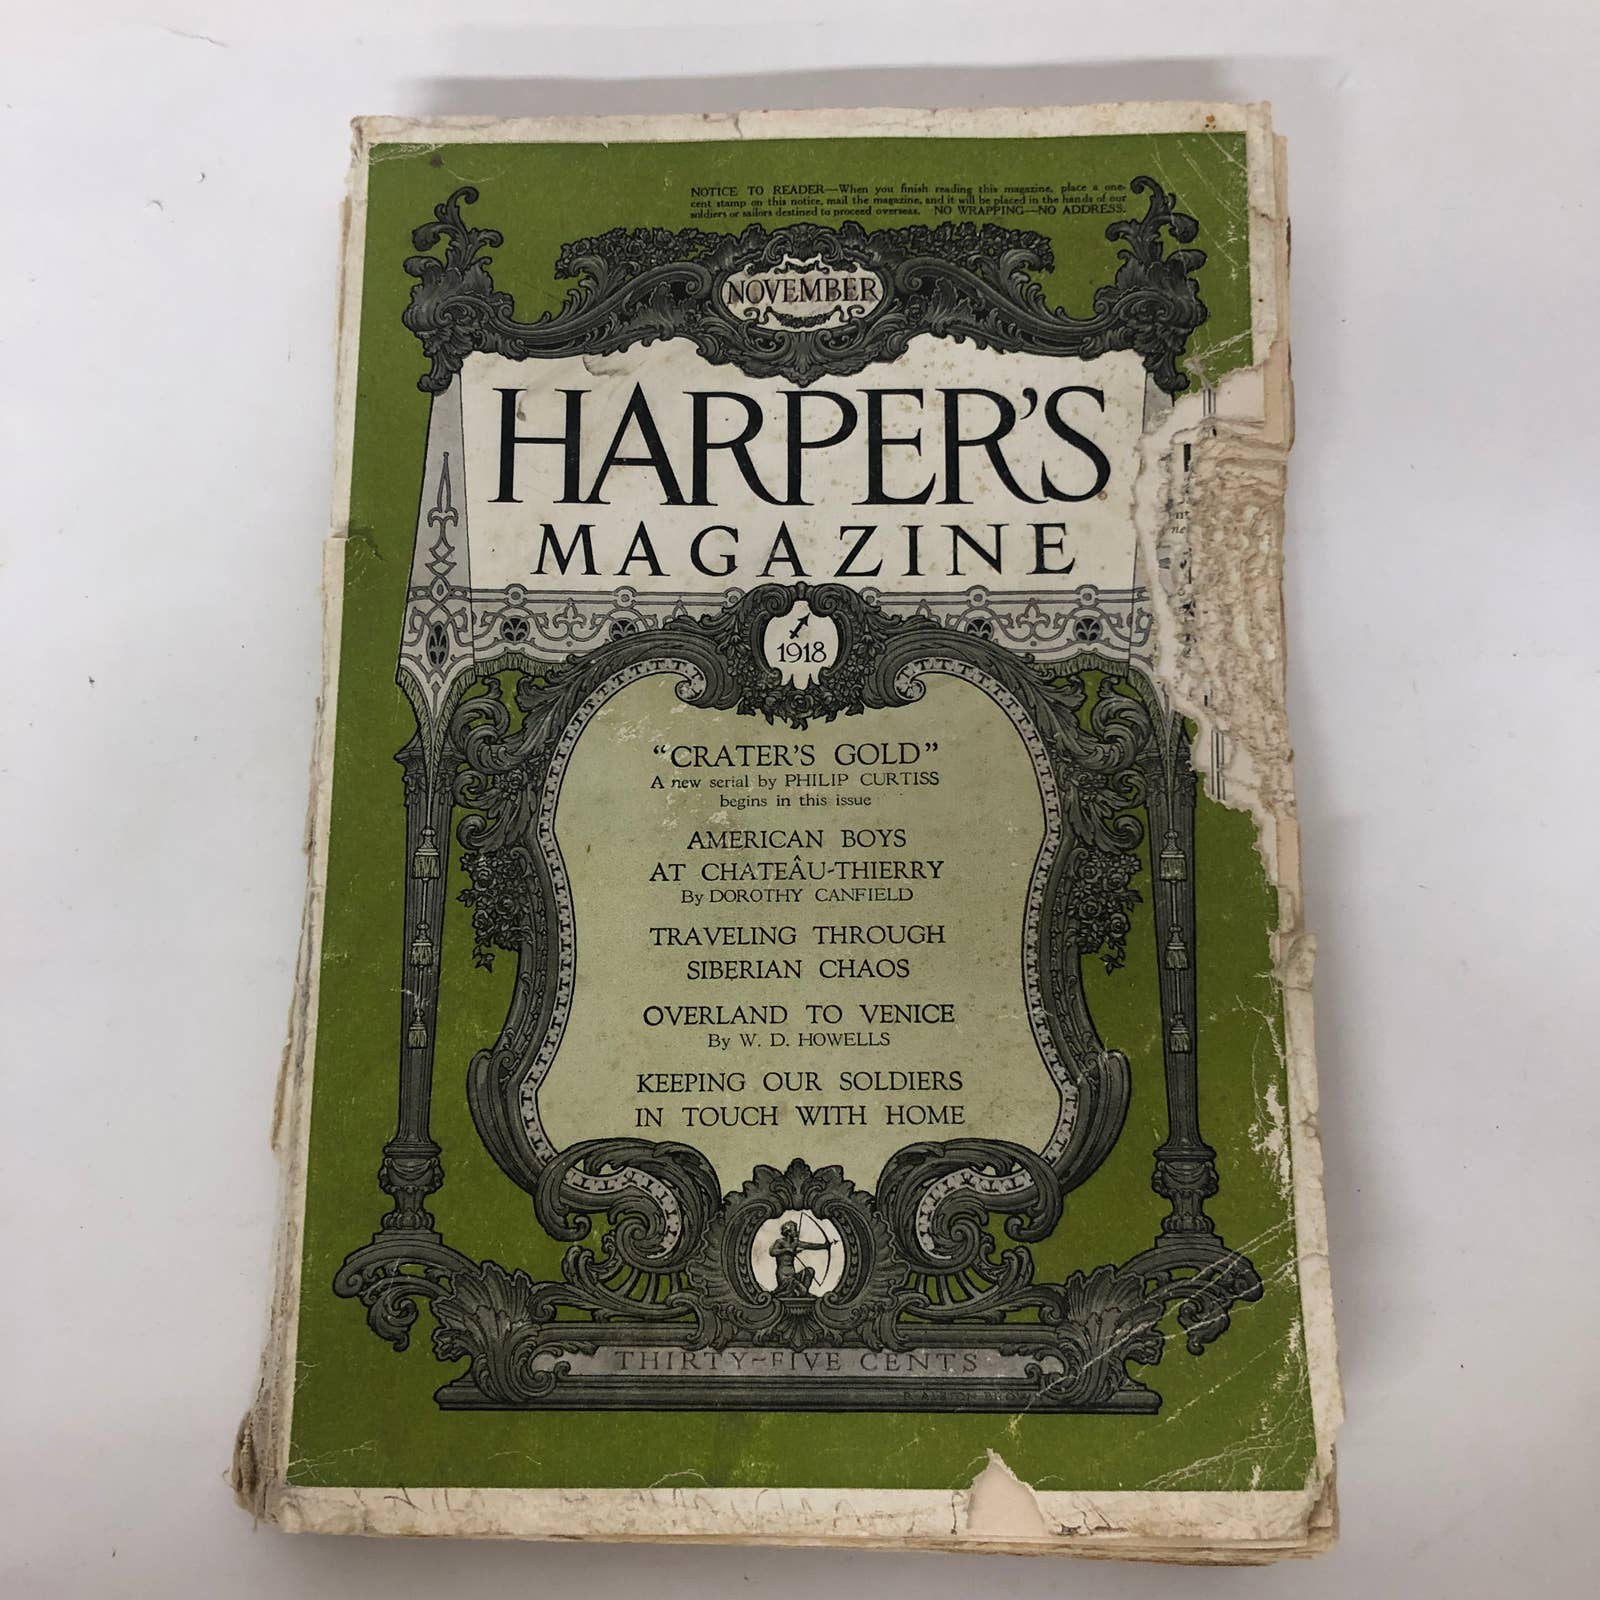 NOTICE TO READER—When you finish reading this magazine, place a one-
cent stamp on this notice, mail the magazine, and it will be placed in the hands of our
soldiers or sailors destined to proceed overseas. NO WRAPPING—NO ADDRESS.
NOVEMBER
HARPER'S
MAGAZINE
1918
"CRATER'S GOLD"
A new serial by PHILIP CURTISS
begins in this issue
AMERICAN BOYS
AT CHATEÂU-THIERRY
By DOROTHY CANFIELD
TRAVELING THROUGH
SIBERIAN CHAOS
OVERLAND TO VENICE
By W. D. HOWELLS
KEEPING OUR SOLDIERS
IN TOUCH WITH HOME
THIRTY-FIVE CENTS